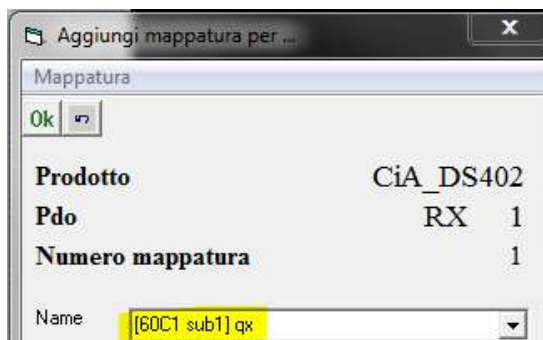 Aggiungi mappatura per ...
Mappatura
Ok
Prodotto CiA_DS402
Pdo RX 1
Numero mappatura 1
Name [60C1 sub1] qx